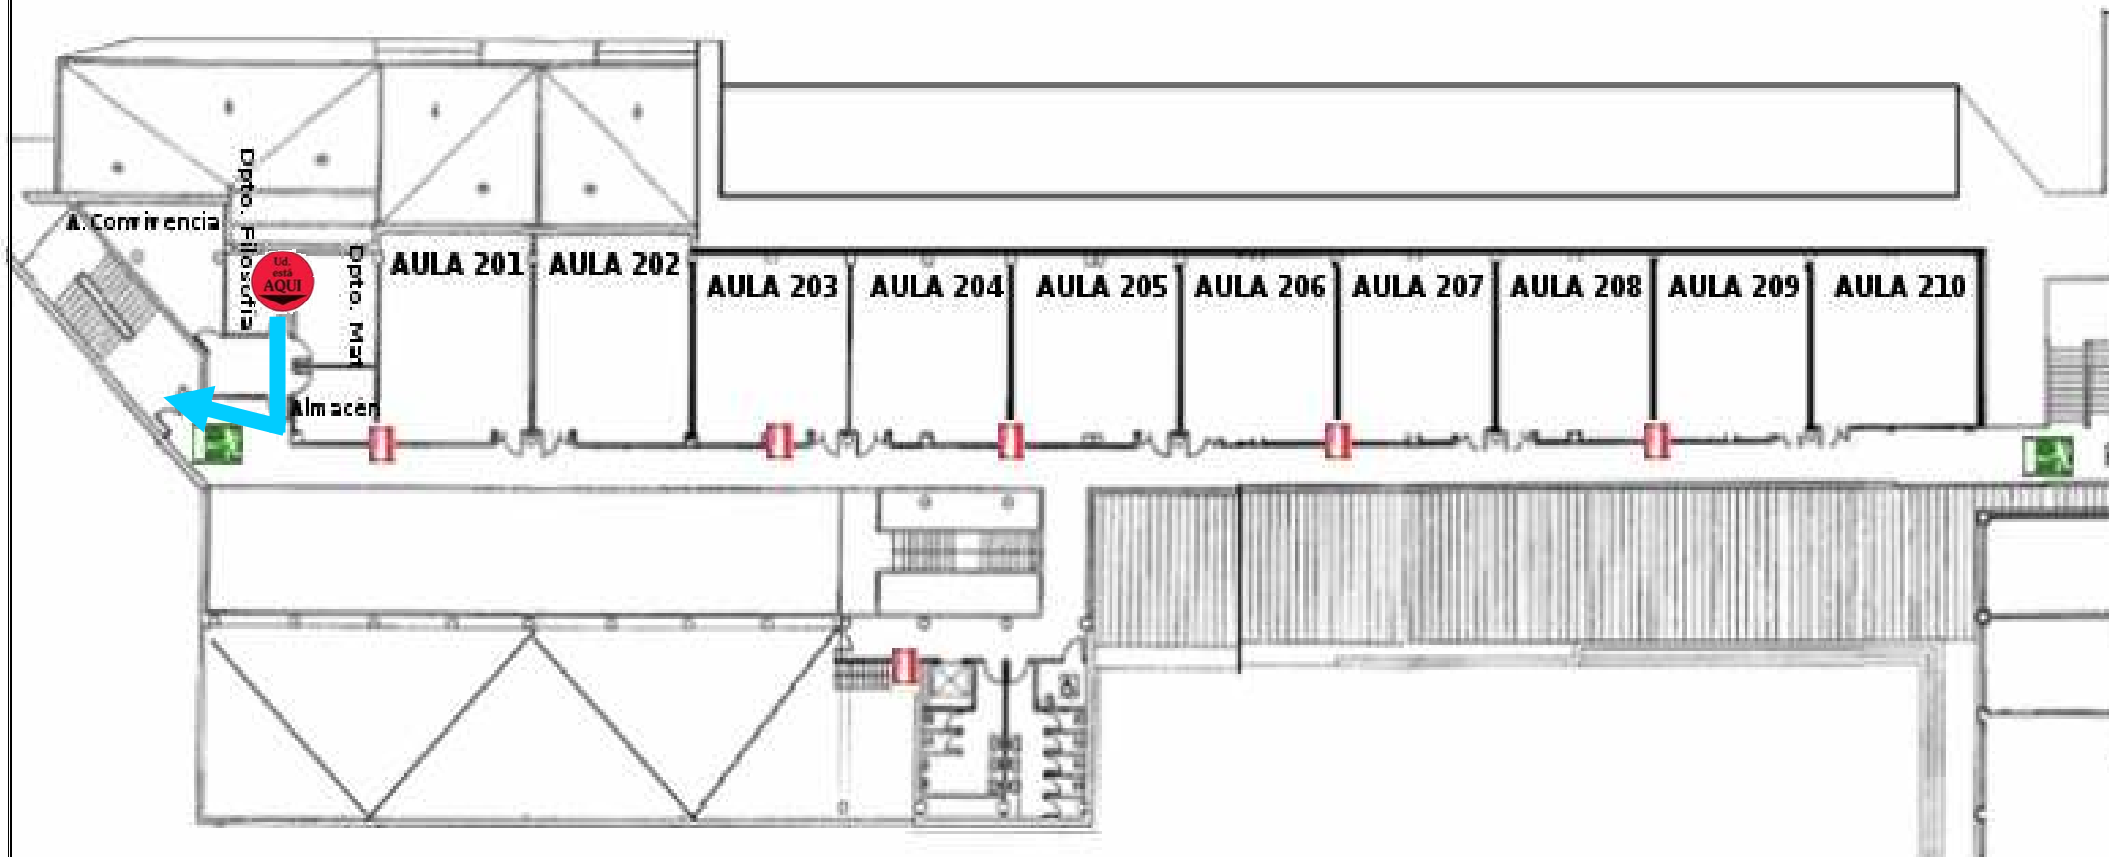 A. Convivencia
Dpto. Filosofía
Ud.
está
AQUI
Dpto. Mat
Almacén
AULA 201
AULA 202
AULA 203
AULA 204
AULA 205
AULA 206
AULA 207
AULA 208
AULA 209
AULA 210